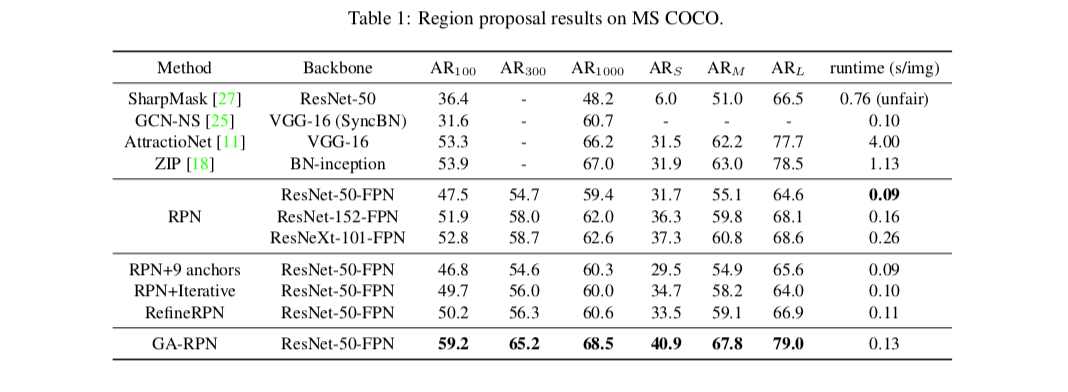 Table 1: Region proposal results on MS COCO.
Method Backbone AR100 AR300 AR1000 ARS ARM ARL runtime (s/img)
SharpMask [27] ResNet-50 36.4 - 48.2 6.0 51.0 66.5 0.76 (unfair)
GCN-NS [25] VGG-16 (SyncBN) 31.6 - 60.7 - - - 0.10
AttractioNet [11] VGG-16 53.3 - 66.2 31.5 62.2 77.7 4.00
ZIP [18] BN-inception 53.9 - 67.0 31.9 63.0 78.5 1.13
ResNet-50-FPN 47.5 54.7 59.4 31.7 55.1 64.6 0.09
RPN ResNet-152-FPN 51.9 58.0 62.0 36.3 59.8 68.1 0.16
ResNeXt-101-FPN 52.8 58.7 62.6 37.3 60.8 68.6 0.26
RPN+9 anchors ResNet-50-FPN 46.8 54.6 60.3 29.5 54.9 65.6 0.09
RPN+Iterative ResNet-50-FPN 49.7 56.0 60.0 34.7 58.2 64.0 0.10
RefineRPN ResNet-50-FPN 50.2 56.3 60.6 33.5 59.1 66.9 0.11
GA-RPN ResNet-50-FPN 59.2 65.2 68.5 40.9 67.8 79.0 0.13